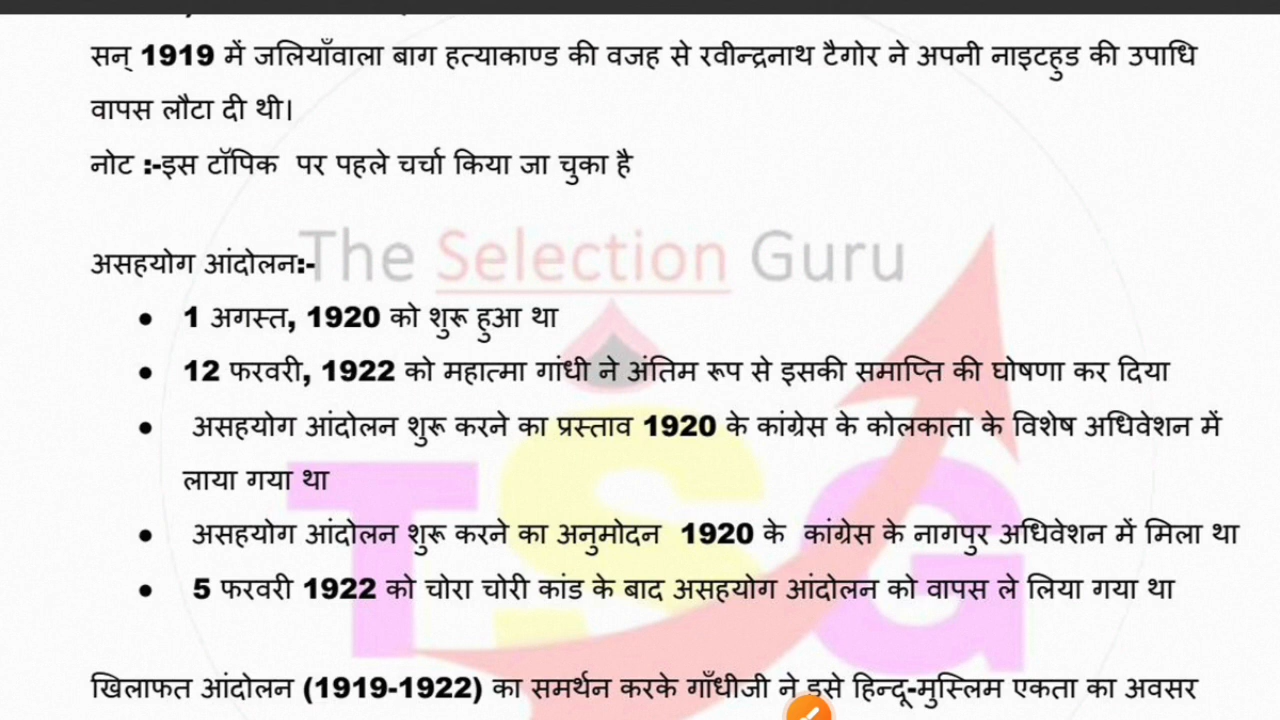 सन् 1919 में जलियाँवाला बाग हत्याकाण्ड की वजह से रवीन्द्रनाथ टैगोर ने अपनी नाइटहुड की उपाधि
वापस लौटा दी थी।
नोट :-इस टॉपिक पर पहले चर्चा किया जा चुका है
The Selection Guru
असहयोग आंदोलन:-
● 1 अगस्त, 1920 को शुरू हुआ था
● 12 फरवरी, 1922 को महात्मा गांधी ने अंतिम रूप से इसकी समाप्ति की घोषणा कर दिया
● असहयोग आंदोलन शुरू करने का प्रस्ताव 1920 के कांग्रेस के कोलकाता के विशेष अधिवेशन में
लाया गया था
● असहयोग आंदोलन शुरू करने का अनुमोदन 1920 के कांग्रेस के नागपुर अधिवेशन में मिला था
● 5 फरवरी 1922 को चोरा चोरी कांड के बाद असहयोग आंदोलन को वापस ले लिया गया था
TSG
खिलाफत आंदोलन (1919-1922) का समर्थन करके गाँधीजी ने इसे हिन्दू-मुस्लिम एकता का अवसर